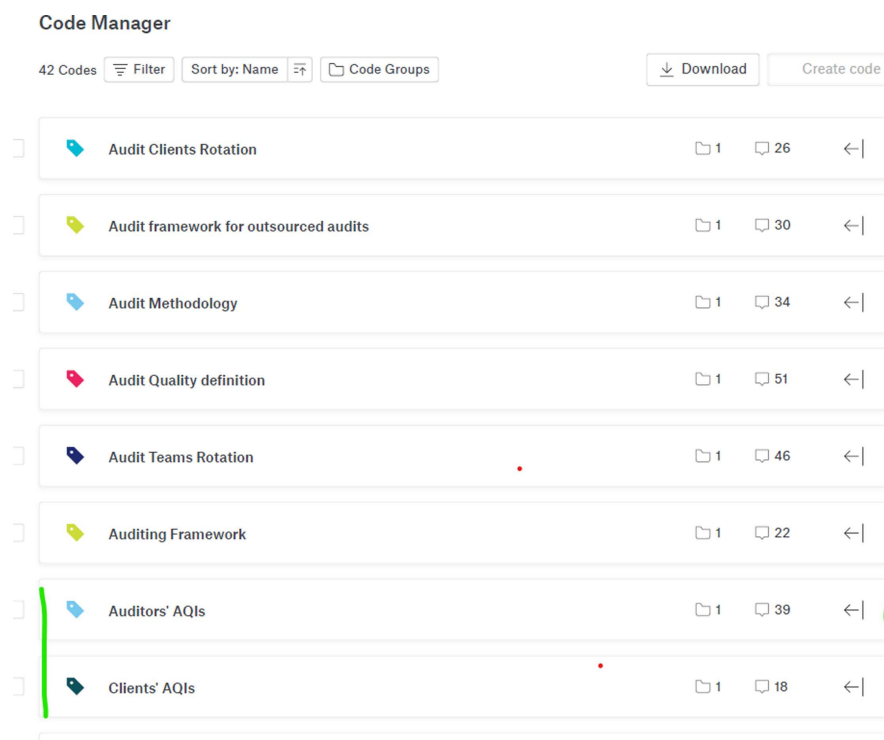 Code Manager
42 Codes Filter Sort by: Name Code Groups Download Create code
Audit Clients Rotation 1 26
Audit framework for outsourced audits 1 30
Audit Methodology 1 34
Audit Quality definition 1 51
Audit Teams Rotation 1 46
Auditing Framework 1 22
Auditors' AQIs 1 39
Clients' AQIs 1 18